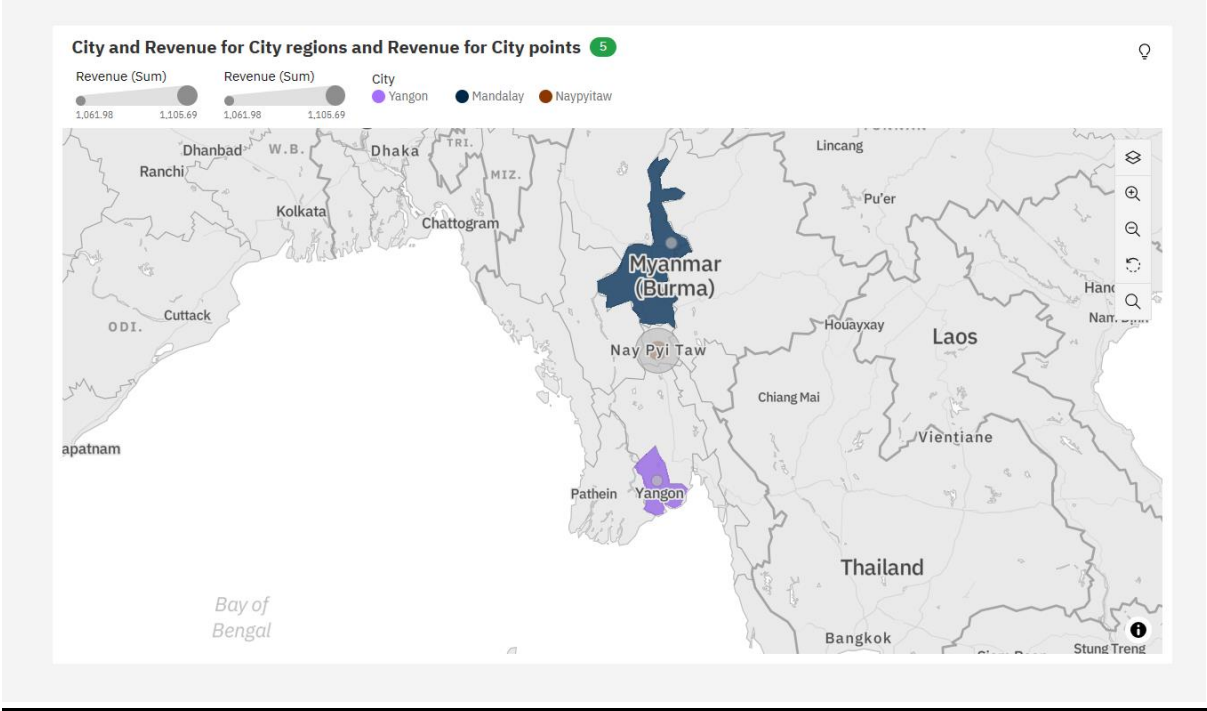 City and Revenue for City regions and Revenue for City points 5
Revenue (Sum)
1,061.98 1,105.69
Revenue (Sum)
1,061.98 1,105.69
City
Yangon Mandalay Naypyitaw
Dhanbad
W.B.
Dhaka
TRI.
Lincang
Ranchi
MIZ.
Pu'er
Kolkata
Chattogram
Myanmar
(Burma)
Cuttack
ODI.
Houayxay
Laos
Nay Pyi Taw
Chiang Mai
Vientiane
apatnam
Pathein
Yangon
Thailand
Bay of
Bengal
Bangkok
Stung Treng